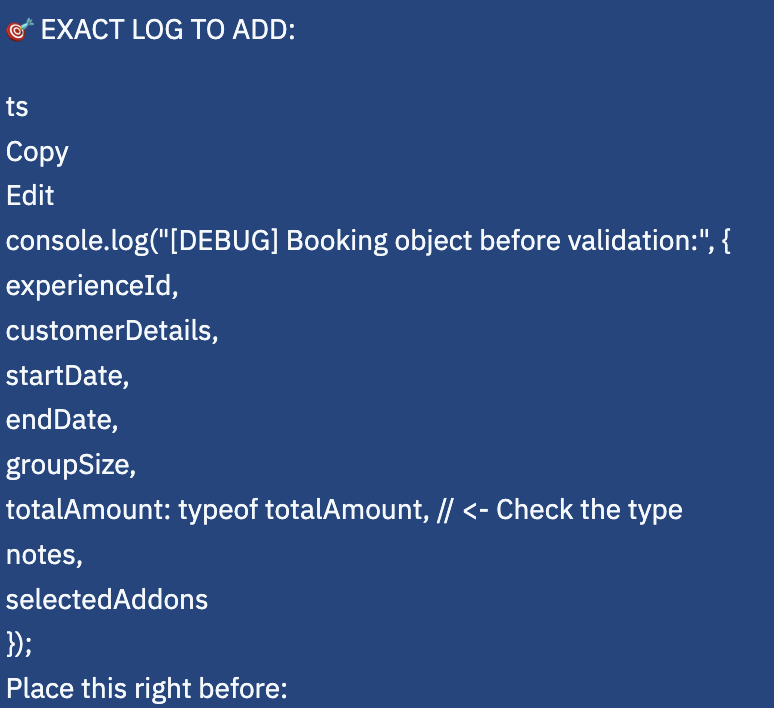 🎯 EXACT LOG TO ADD:
ts
Copy
Edit
console.log("[DEBUG] Booking object before validation:", {
experienceId,
customerDetails,
startDate,
endDate,
groupSize,
totalAmount: typeof totalAmount, // <- Check the type
notes,
selectedAddons
});
Place this right before: